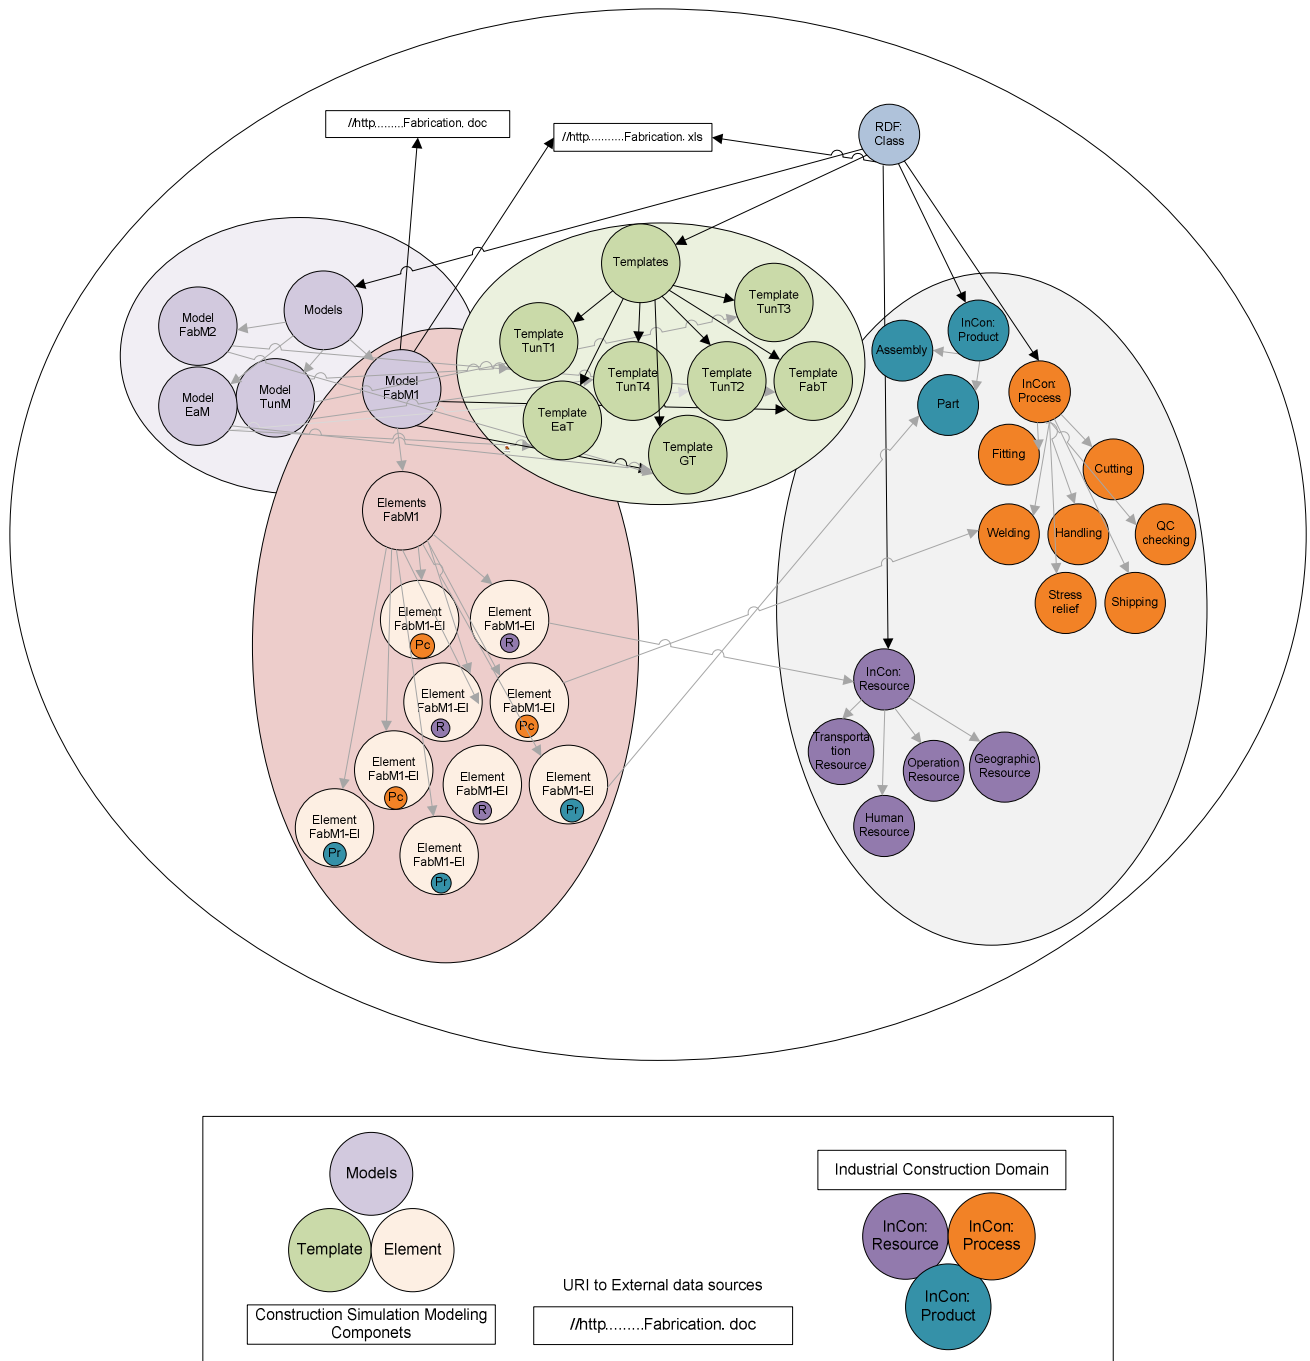 //http.........Fabrication. doc
//http...........Fabrication. xls
RDF:
Class
Models
Model
FabM2
Model
EaM
Model
TunM
Model
FabM1
Templates
Template
TunT3
Template
TunT1
Template
TunT4
Template
TunT2
Template
FabT
Template
EaT
Template
GT
InCon:
Product
Assembly
Part
InCon:
Process
Fitting
Cutting
Welding
Handling
QC
checking
Stress
relief
Shipping
Elements
FabM1
Element
FabM1-El
Pc
Element
FabM1-El
R
Element
FabM1-El
R
Element
FabM1-El
Pc
Element
FabM1-El
Pc
Element
FabM1-El
R
Element
FabM1-El
Pr
Element
FabM1-El
Pr
Element
FabM1-El
Pr
InCon:
Resource
Transporta
tion
Resource
Operation
Resource
Geographic
Resource
Human
Resource
Models
Template
Element
Construction Simulation Modeling
Componets
URI to External data sources
//http.........Fabrication. doc
Industrial Construction Domain
InCon:
Resource
InCon:
Process
InCon:
Product